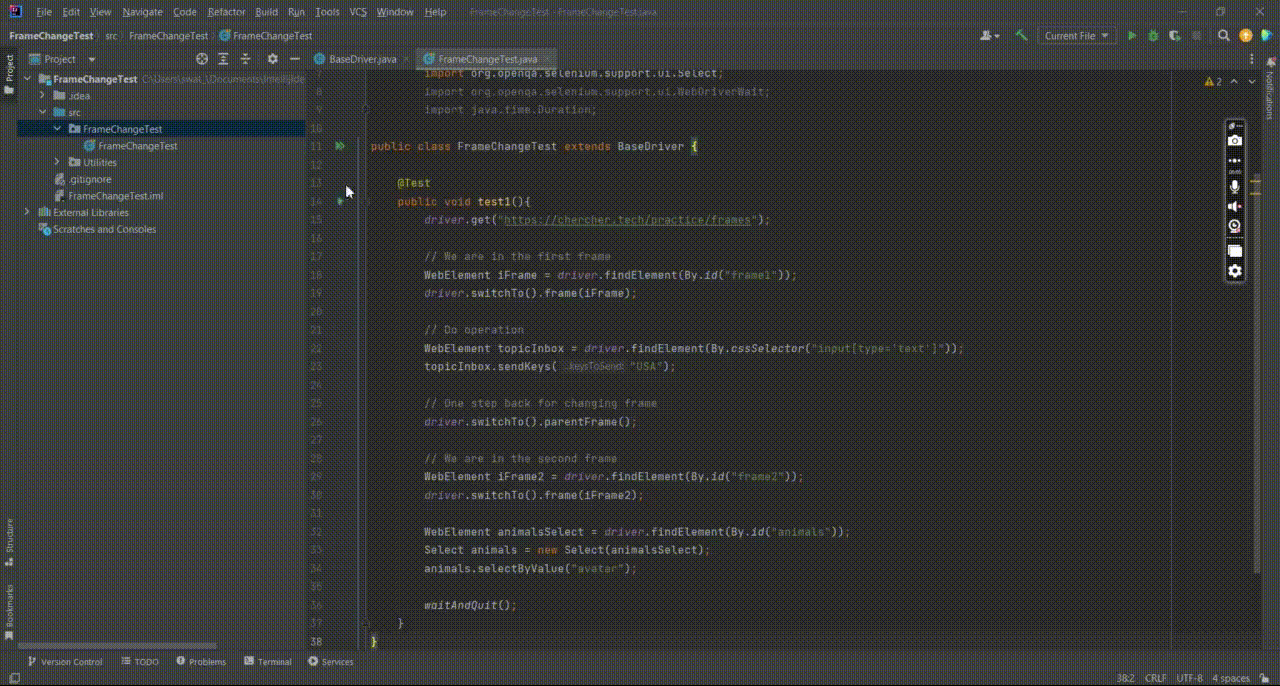 File Edit View Navigate Code Refactor Build Run Tools VCS Window Help FrameChangeTest - FrameChangeTest.java
FrameChangeTest src FrameChangeTest FrameChangeTest Current File
Project BaseDriver.java FrameChangeTest.java
Project
Notifications
FrameChangeTest
.idea
src
FrameChangeTest
FrameChangeTest
Utilities
.gitignore
FrameChangeTest.iml
External Libraries
Scratches and Consoles
2
7 import org.openqa.selenium.support.ui.Select;
8 import org.openqa.selenium.support.ui.WebDriverWait;
9 import java.time.Duration;
10
11 public class FrameChangeTest extends BaseDriver {
12
13 @Test
14 public void test1(){
15 driver.get("https://chercher.tech/practice/frames");
16
17 // We are in the first frame
18 WebElement iFrame = driver.findElement(By.id("frame1"));
19 driver.switchTo().frame(iFrame);
20
21 // Do operation
22 WebElement topicInbox = driver.findElement(By.cssSelector("input[type='text']"));
23 topicInbox.sendKeys( ...keysToSend: "USA");
24
25 // One step back for changing frame
26 driver.switchTo().parentFrame();
27
28 // We are in the second frame
29 WebElement iFrame2 = driver.findElement(By.id("frame2"));
30 driver.switchTo().frame(iFrame2);
31
32 WebElement animalsSelect = driver.findElement(By.id("animals"));
33 Select animals = new Select(animalsSelect);
34 animals.selectByValue("avatar");
35
36 waitAndQuit();
37 }
38 }
Structure
Bookmarks
Version Control TODO Problems Terminal Services
38:2 CRLF UTF-8 4 spaces